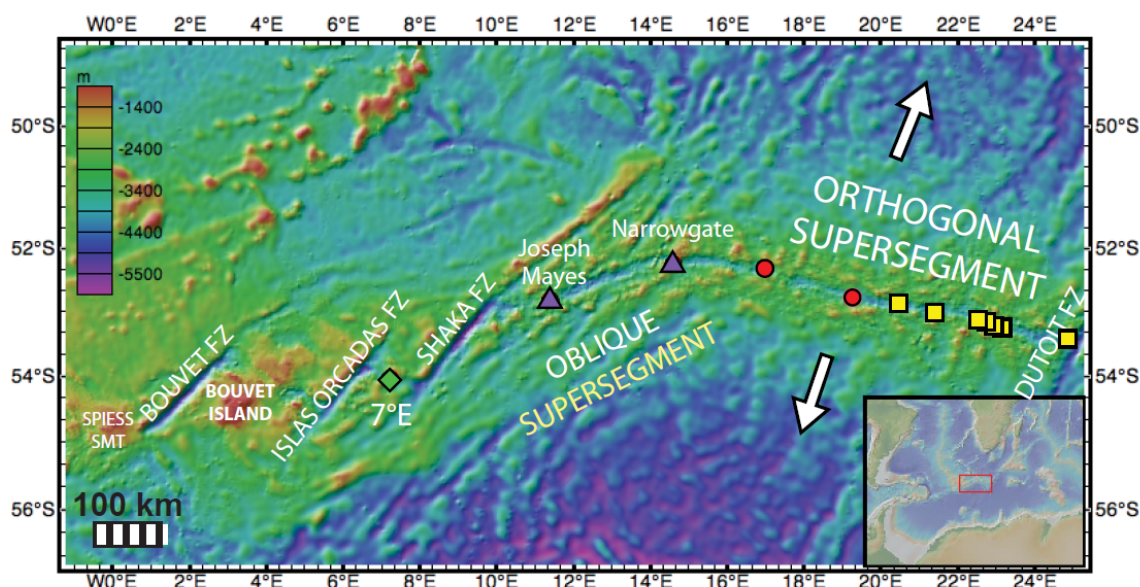 W0°E 2°E 4°E 6°E 8°E 10°E 12°E 14°E 16°E 18°E 20°E 22°E 24°E
m
-1400
-2400
-3400
-4400
-5500
50°S
50°S
52°S
52°S
54°S
54°S
56°S
56°S
ORTHOGONAL
SUPERSEGMENT
Narrowgate
Joseph
Mayes
SHAKA FZ
OBLIQUE
SUPERSEGMENT
DUTOIT FZ
ISLAS ORCADAS FZ
BOUVET FZ
BOUVET
ISLAND
7°E
SPIESS
SMT
100 km
W0°E 2°E 4°E 6°E 8°E 10°E 12°E 14°E 16°E 18°E 20°E 22°E 24°E